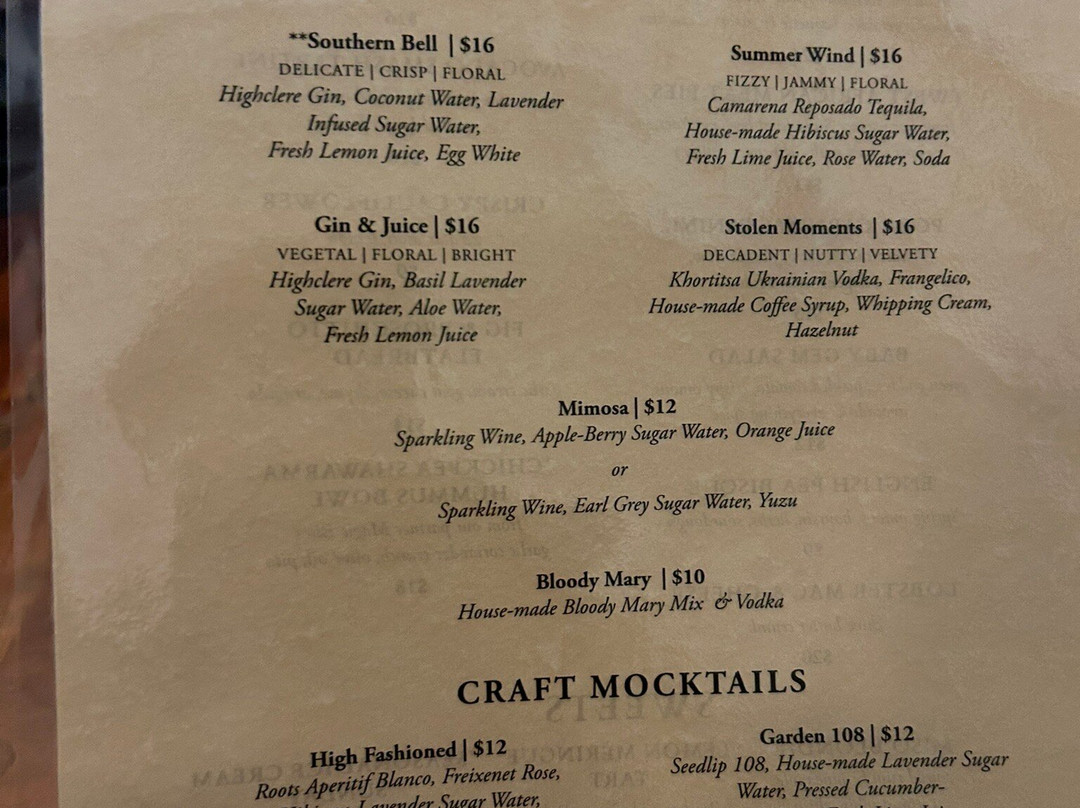 **Southern Bell | $16
DELICATE | CRISP | FLORAL
Highclere Gin, Coconut Water, Lavender
Infused Sugar Water,
Fresh Lemon Juice, Egg White
Summer Wind | $16
FIZZY | JAMMY | FLORAL
Camarena Reposado Tequila,
House-made Hibiscus Sugar Water,
Fresh Lime Juice, Rose Water, Soda
Gin & Juice | $16
VEGETAL | FLORAL | BRIGHT
Highclere Gin, Basil Lavender
Sugar Water, Aloe Water,
Fresh Lemon Juice
Stolen Moments | $16
DECADENT | NUTTY | VELVETY
Khortitsa Ukrainian Vodka, Frangelico,
House-made Coffee Syrup, Whipping Cream,
Hazelnut
Mimosa | $12
Sparkling Wine, Apple-Berry Sugar Water, Orange Juice
or
Sparkling Wine, Earl Grey Sugar Water, Yuzu
Bloody Mary | $10
House-made Bloody Mary Mix & Vodka
CRAFT MOCKTAILS
High Fashioned | $12
Roots Aperitif Blanco, Freixenet Rose,
Lavender Sugar Water,
Garden 108 | $12
Seedlip 108, House-made Lavender Sugar
Water, Pressed Cucumber-